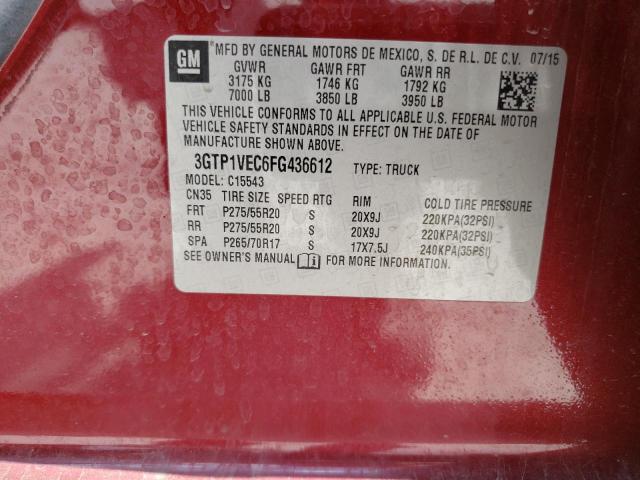 GM MFD BY GENERAL MOTORS DE MEXICO, S. DE R.L. DE C.V. 07/15
GVWR GAWR FRT GAWR RR
3175 KG 1746 KG 1792 KG
7000 LB 3850 LB 3950 LB
THIS VEHICLE CONFORMS TO ALL APPLICABLE U.S. FEDERAL MOTOR
VEHICLE SAFETY STANDARDS IN EFFECT ON THE DATE OF
MANUFACTURE SHOWN ABOVE.
3GTP1VEC6FG436612 TYPE: TRUCK
MODEL: C15543
CN35 TIRE SIZE SPEED RTG RIM COLD TIRE PRESSURE
FRT P275/55R20 S 20X9J 220KPA(32PSI)
RR P275/55R20 S 20X9J 220KPA(32PSI)
SPA P265/70R17 S 17X7.5J 240KPA(35PSI)
SEE OWNER'S MANUAL i FOR MORE INFORMATION.